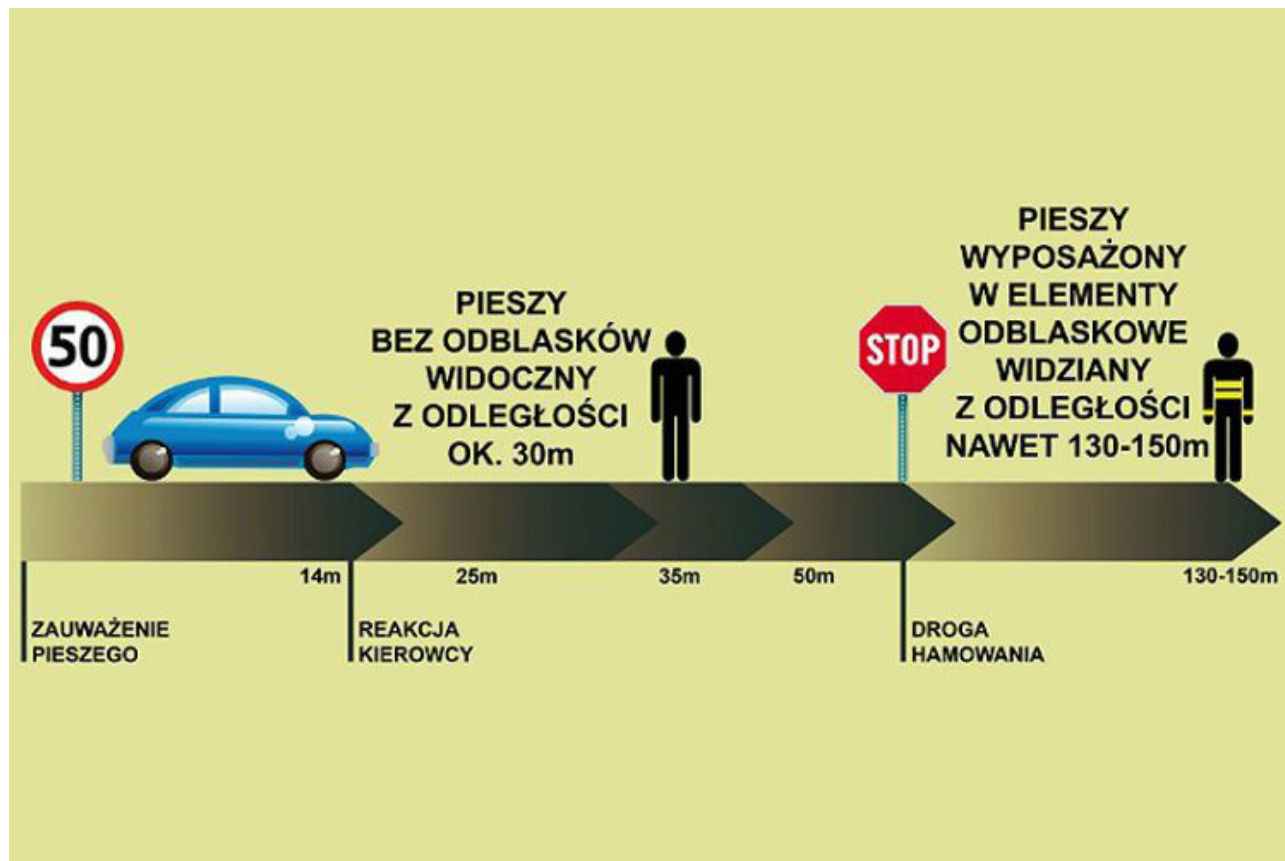 50
PIESZY
BEZ ODBLASKÓW
WIDOCZNY
Z ODLEGŁOŚCI
OK. 30m
STOP
PIESZY
WYPOSAŻONY
W ELEMENTY
ODBLASKOWE
WIDZIANY
Z ODLEGŁOŚCI
NAWET 130-150m
14m
25m
35m
50m
130-150m
ZAUWAŻENIE
PIESZEGO
REAKCJA
KIEROWCY
DROGA
HAMOWANIA